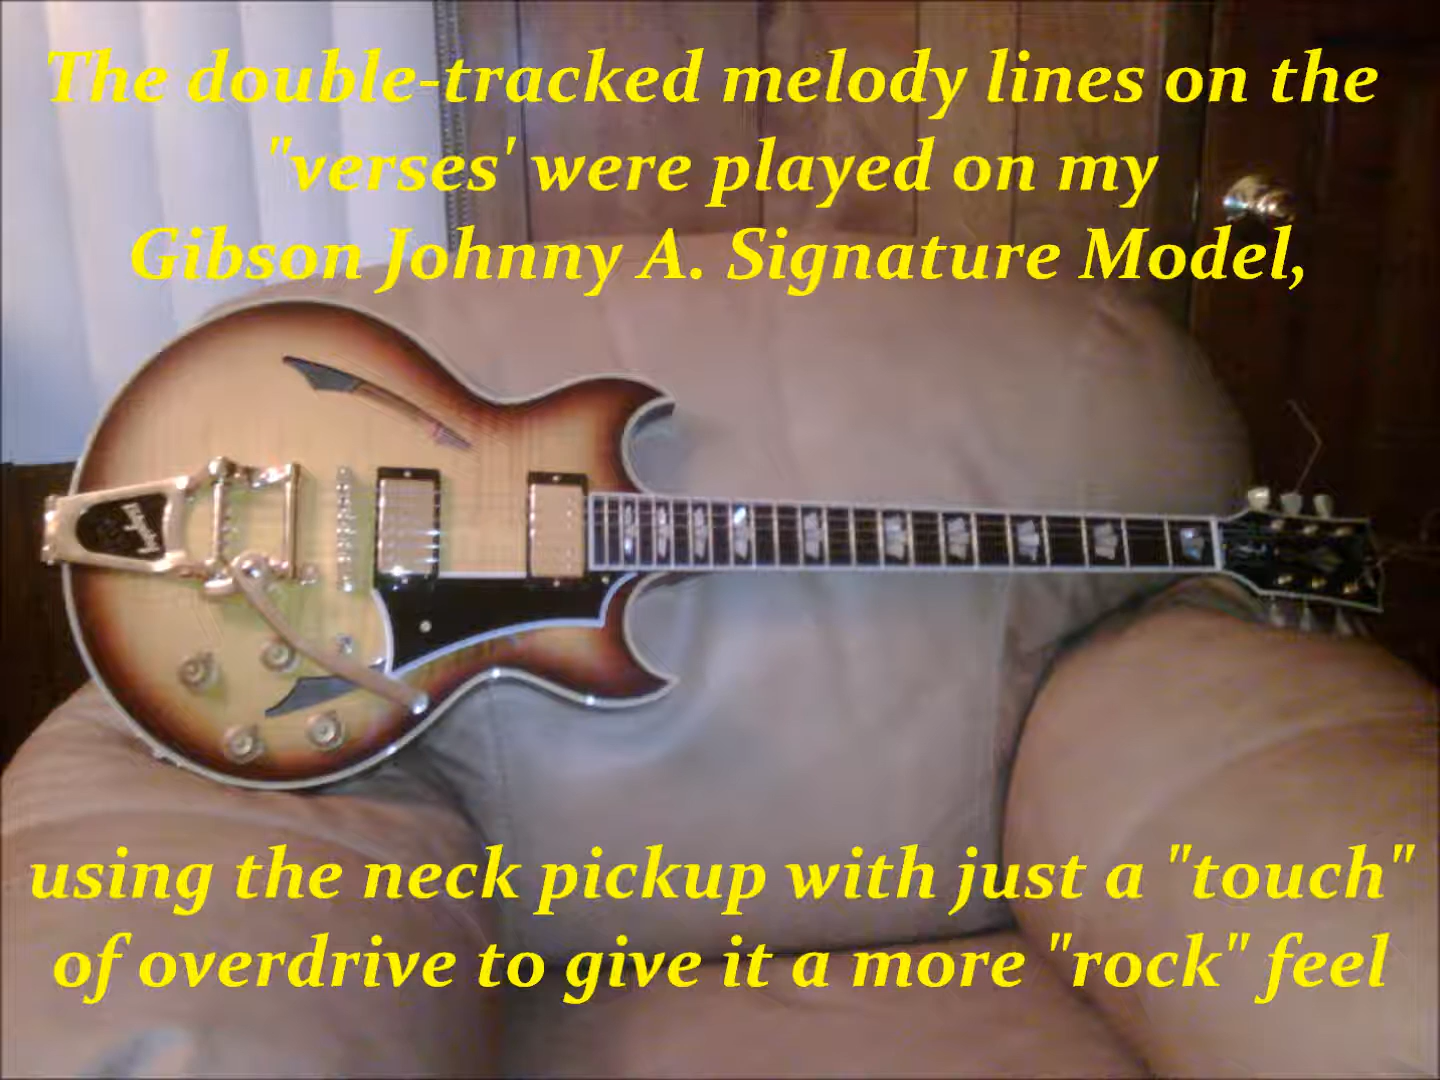 The double-tracked melody lines on the
"verses' were played on my
Gibson Johnny A. Signature Model,
using the neck pickup with just a "touch"
of overdrive to give it a more "rock" feel